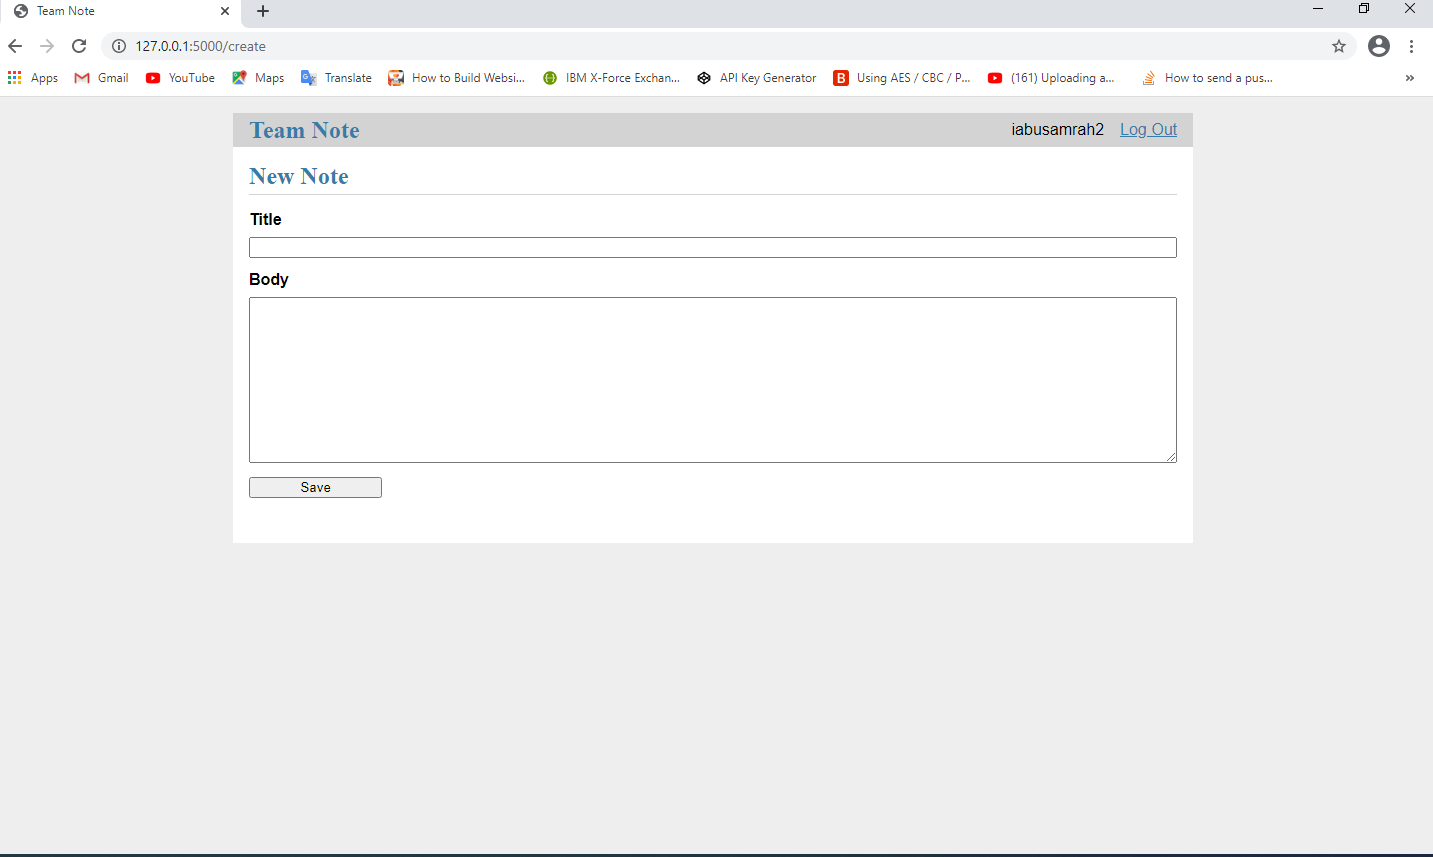 Team Note
127.0.0.1:5000/create
Apps Gmail YouTube Maps Translate How to Build Websi... IBM X-Force Exchan... API Key Generator Using AES / CBC / P... (161) Uploading a... How to send a pus... »
Team Note iabusamrah2 Log Out
New Note
Title
Body
Save